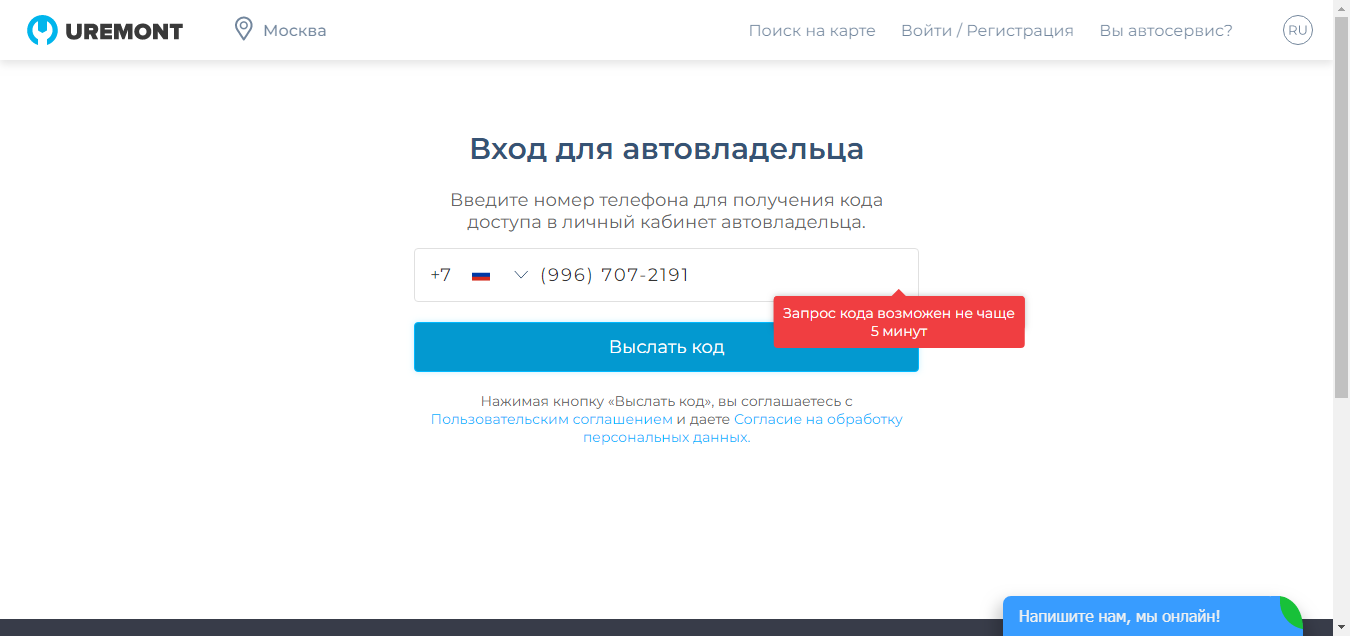 UREMONT
Москва
Поиск на карте
Войти / Регистрация
Вы автосервис?
RU
Вход для автовладельца
Введите номер телефона для получения кода
доступа в личный кабинет автовладельца.
+7 (996) 707-2191
Запрос кода возможен не чаще
5 минут
Выслать код
Нажимая кнопку «Выслать код», вы соглашаетесь с
Пользовательским соглашением и даете Согласие на обработку
персональных данных.
Напишите нам, мы онлайн!